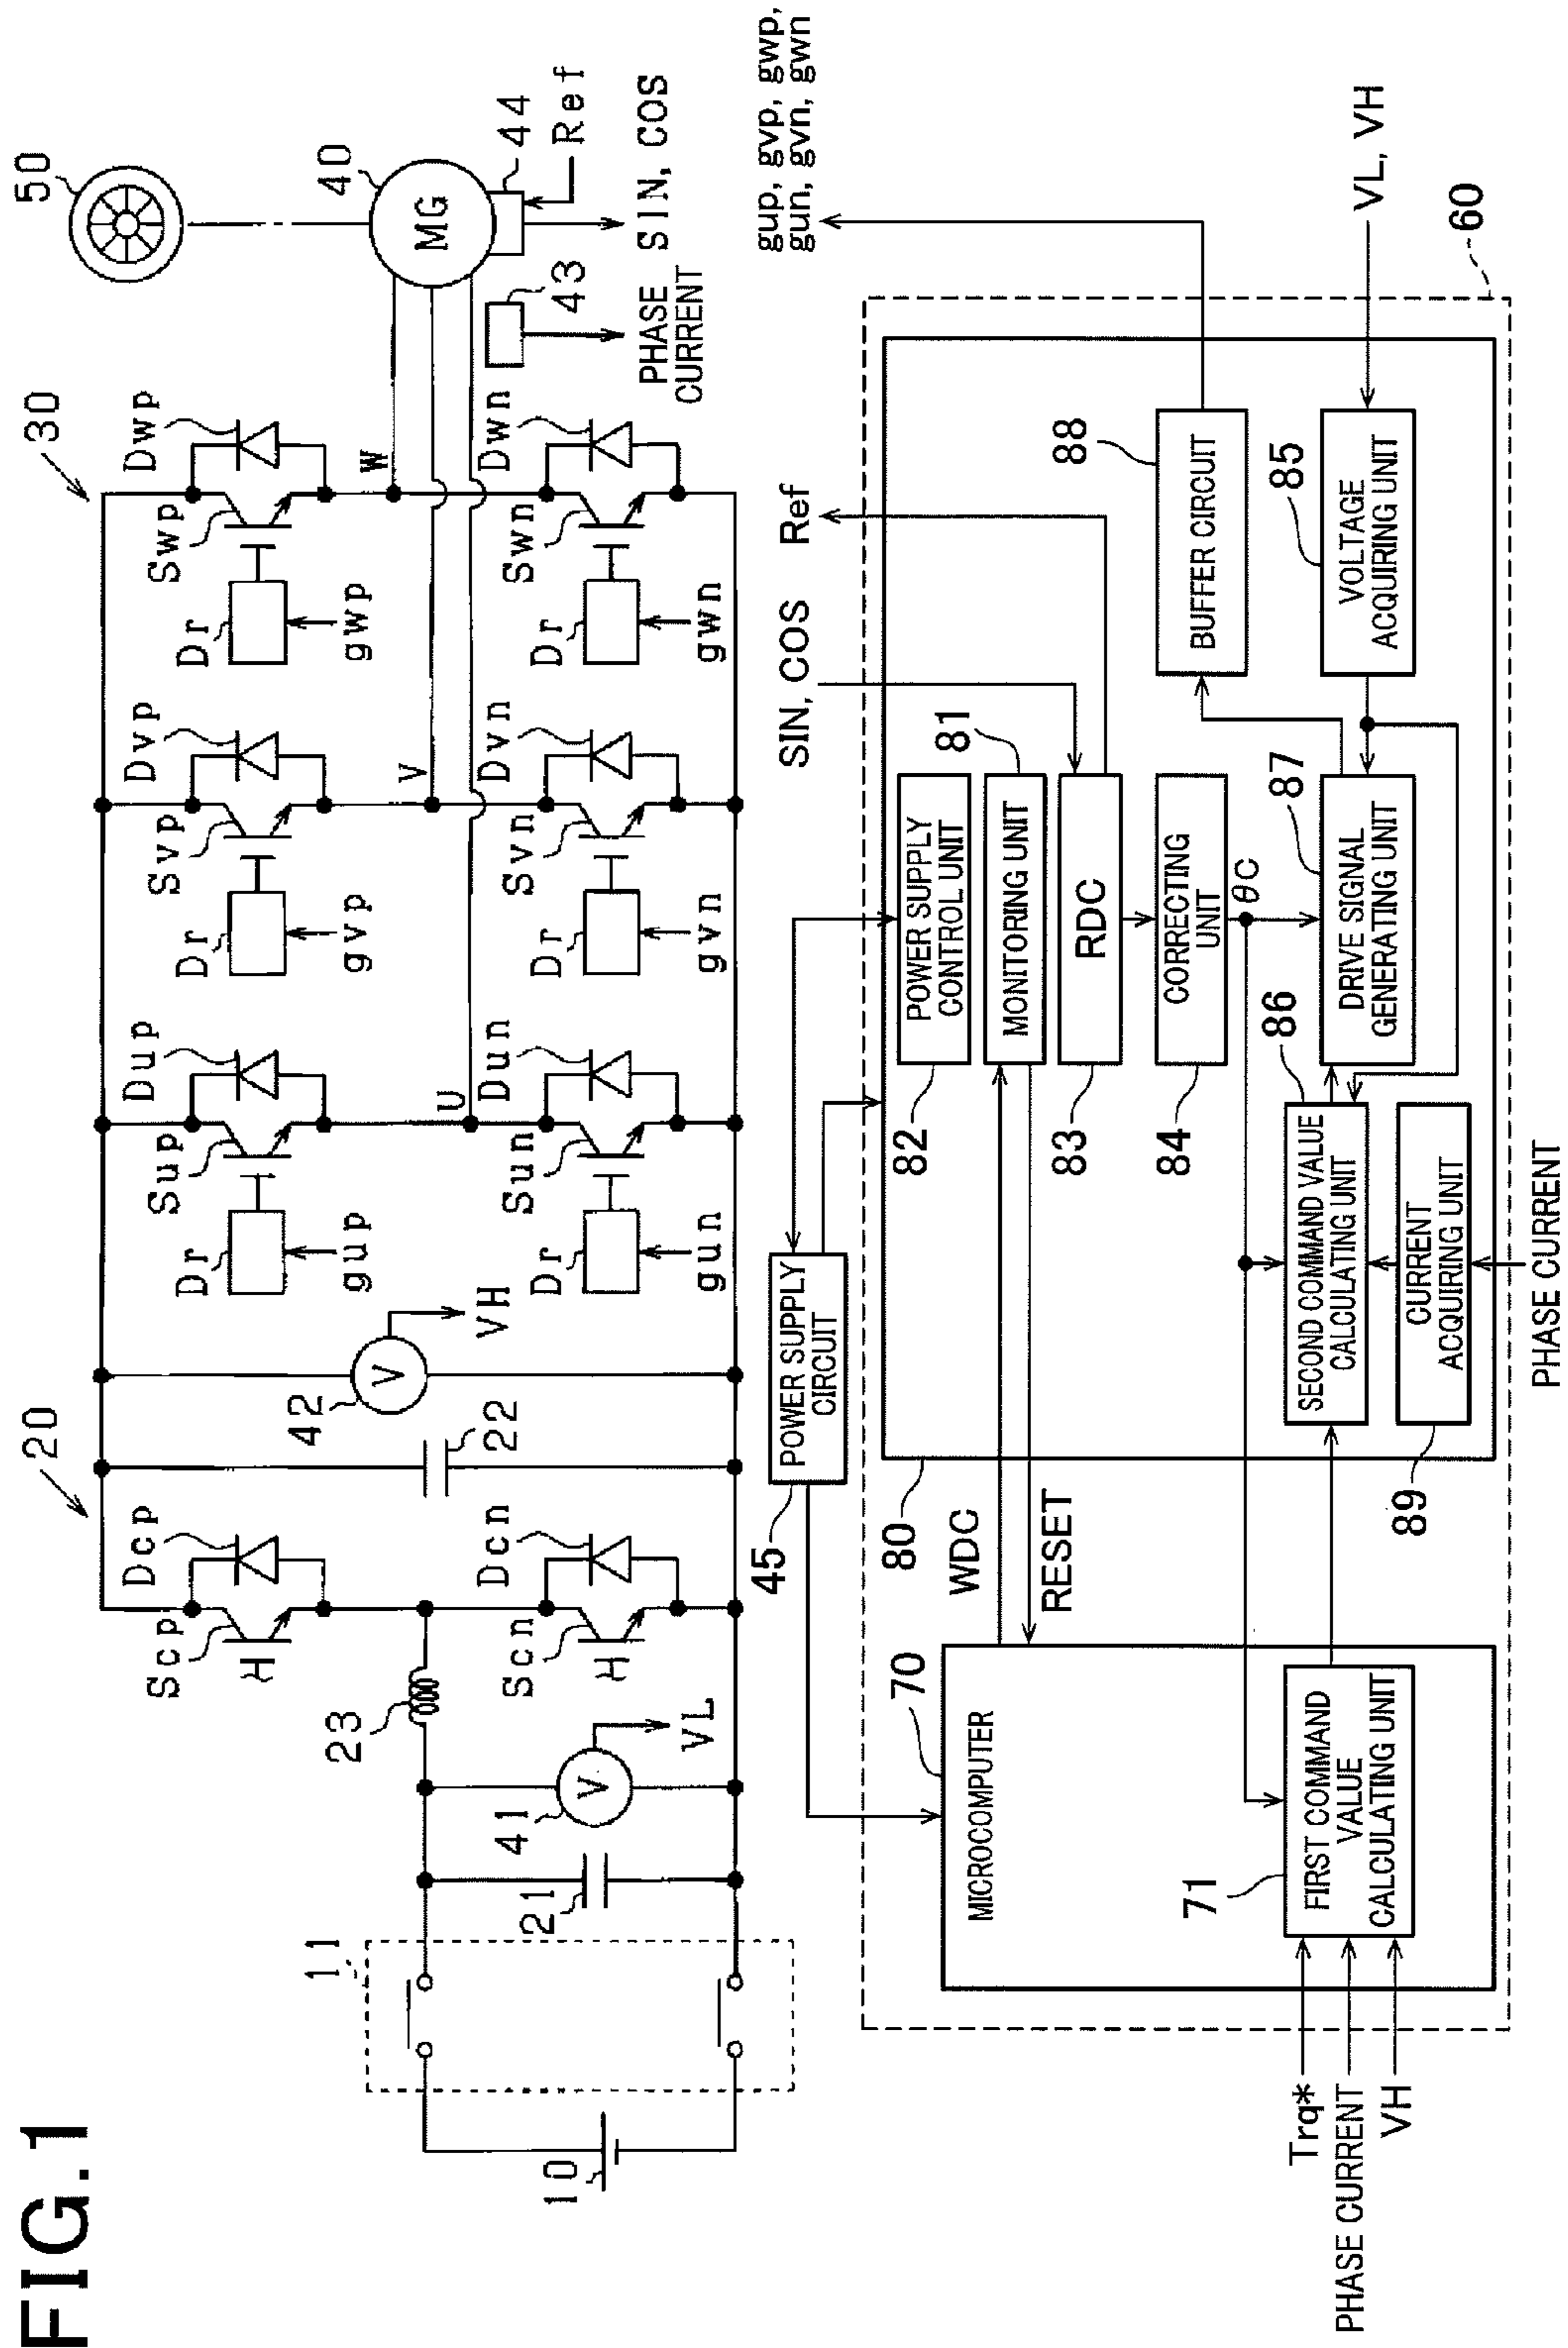 FIG.1
20
30
50
Scp
Dcp
Sup
Dup
Svp
Dvp
Swp
Dwp
Dr
gup
Dr
gvp
Dr
gwp
11
23
42
V
VH
22
U
V
W
40
MG
44
Ref
43
10
21
41
V
VL
Scn
Dcn
Sun
Dun
Svn
Dvn
Swn
Dwn
Dr
gun
Dr
gvn
Dr
gwn
PHASE
CURRENT
SIN, COS
45
POWER SUPPLY
CIRCUIT
SIN, COS
Ref
gup, gvp, gwp,
gun, gvn, gwn
60
80
70
MICROCOMPUTER
WDC
RESET
82
POWER SUPPLY
CONTROL UNIT
81
MONITORING UNIT
83
RDC
84
CORRECTING
UNIT
θC
88
BUFFER CIRCUIT
71
FIRST COMMAND
VALUE
CALCULATING UNIT
86
SECOND COMMAND VALUE
CALCULATING UNIT
87
DRIVE SIGNAL
GENERATING UNIT
85
VOLTAGE
ACQUIRING UNIT
VL, VH
89
CURRENT
ACQUIRING UNIT
Trq*
PHASE CURRENT
VH
PHASE CURRENT